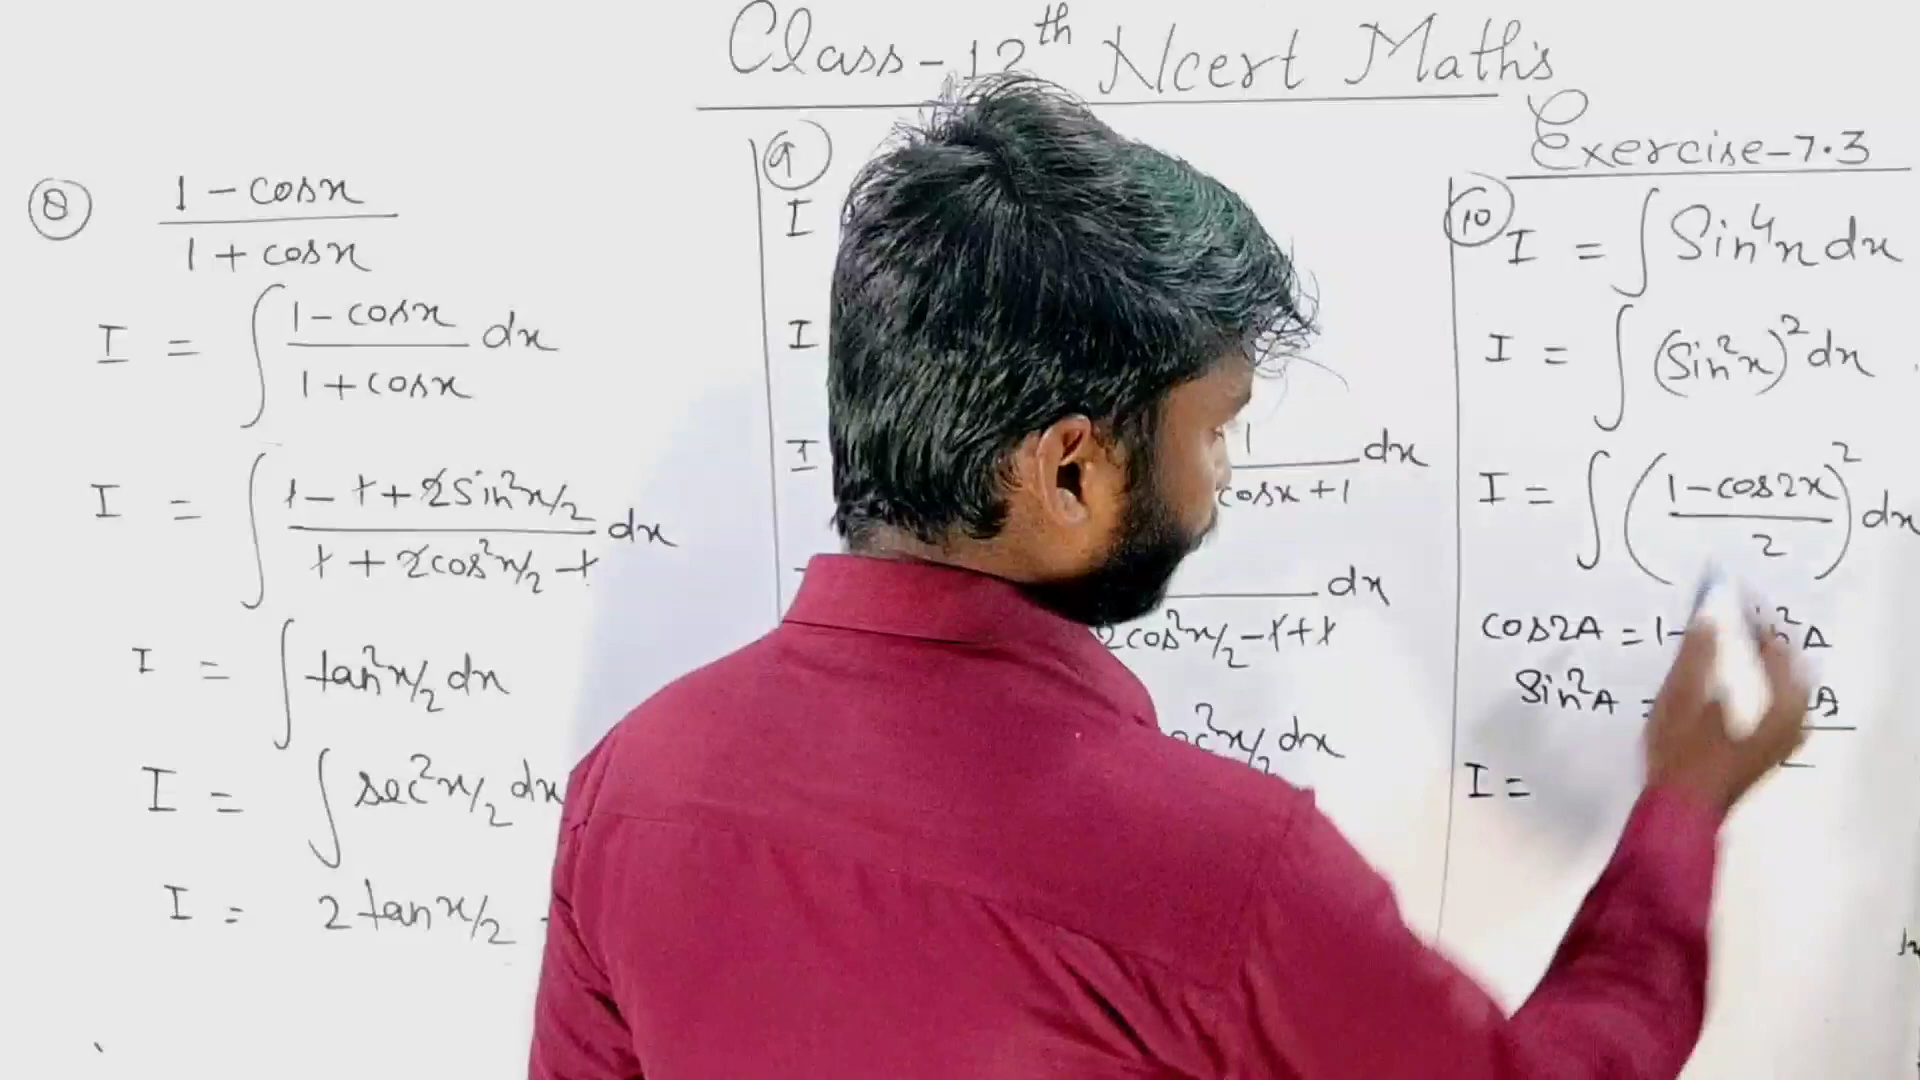 Class-12th Ncert Maths
Exercise-7.3
8
1-cosx
1+cosx
I = ∫ 1-cosx dx
1+cosx
I = ∫ 1-1+2Sin²x/2 dx
1+2cos²x/2-1
I = ∫tan²x/2 dx
I = ∫sec²x/2 dx
I = 2tanx/2
9
I
I
I 1 dx
cosx+1
dx
2cos²x/2-1+1
²x/2 dx
10
I = ∫Sin⁴x dx
I = ∫(Sin²x)² dx
I = ∫(1-cos2x)² dx
2
cos2A = 1- A
Sin²A =
I =